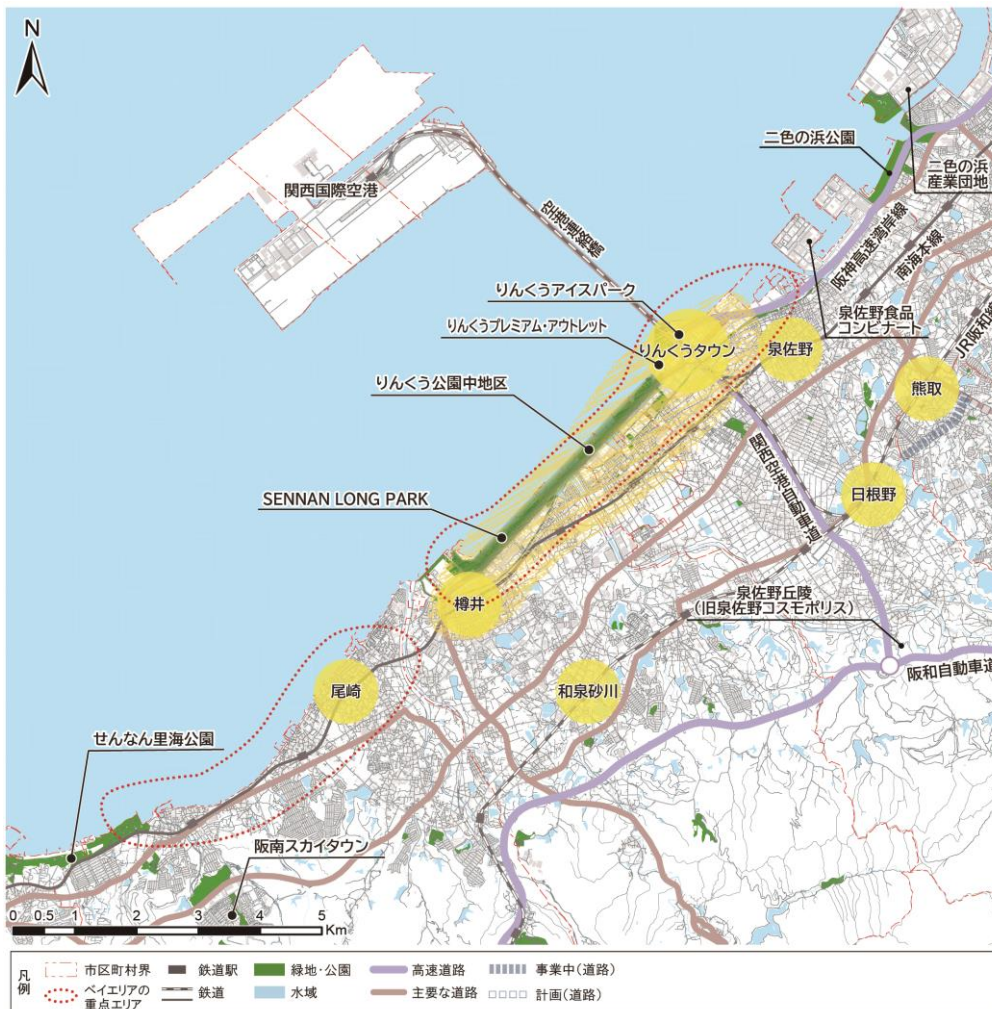 N
関西国際空港
空港連絡橋
二色の浜公園
二色の浜
産業団地
阪神高速湾岸線
南海本線
泉佐野食品
コンビナート
JR阪和線
りんくうアイスパーク
りんくうプレミアム・アウトレット
りんくうタウン
泉佐野
熊取
りんくう公園中地区
日根野
関西空港自動車道
SENNAN LONG PARK
樽井
泉佐野丘陵
(旧泉佐野コスモポリス)
阪和自動車道
尾崎
和泉砂川
せんなん里海公園
阪南スカイタウン
0 0.5 1 2 3 4 5
Km
凡例
市区町村界
鉄道駅
緑地・公園
高速道路
事業中(道路)
ベイエリアの
重点エリア
鉄道
水域
主要な道路
計画(道路)